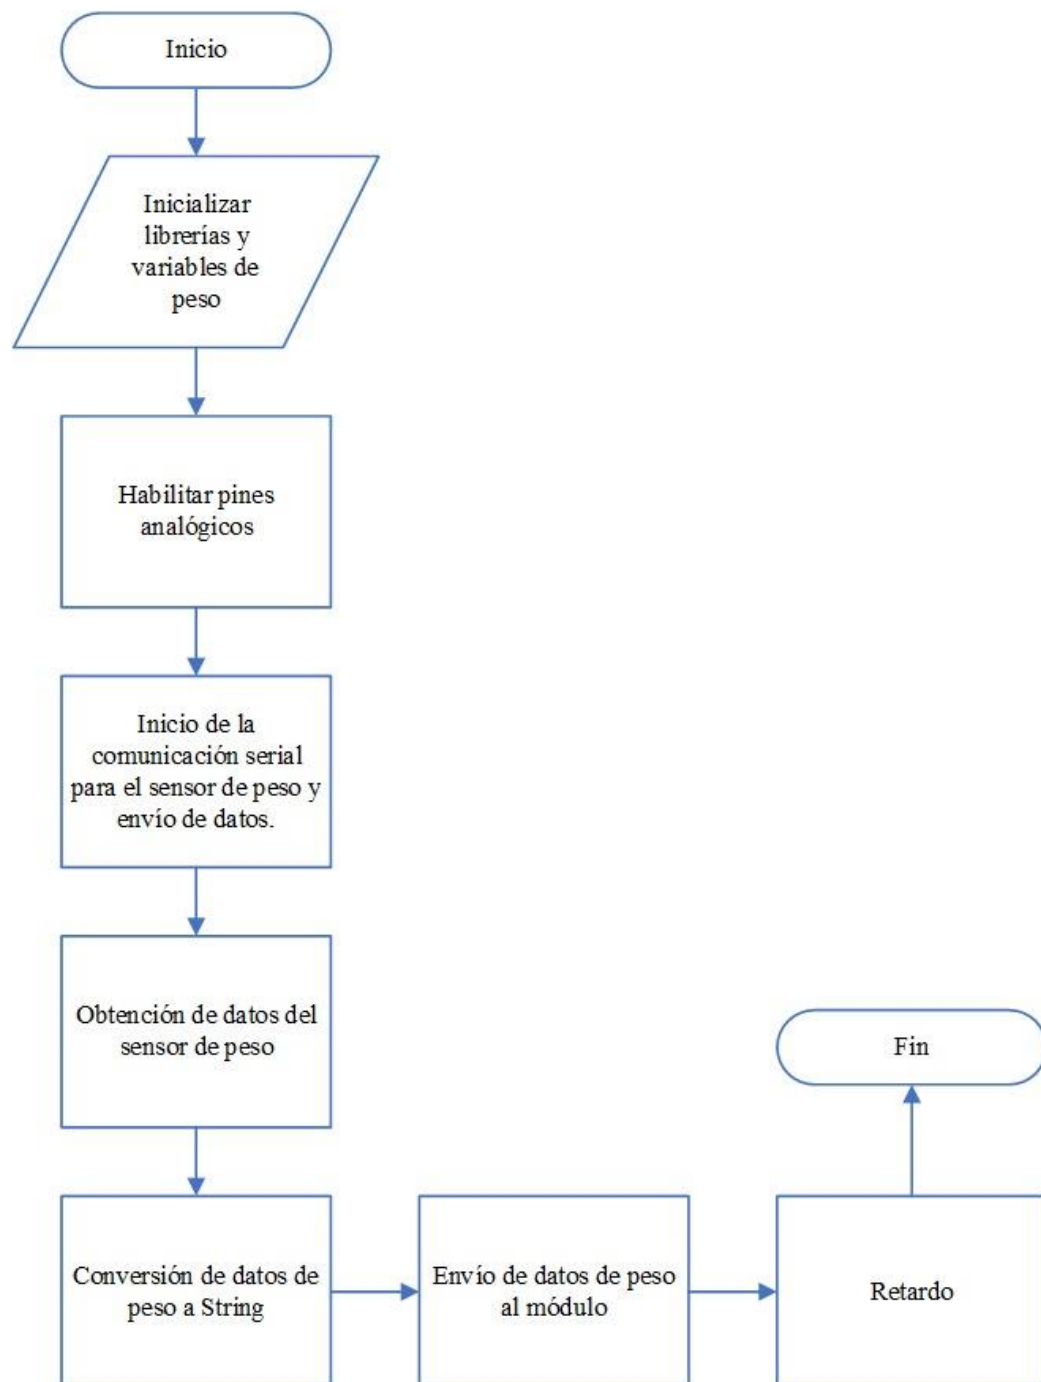 Inicio
Inicializar
librerías y
variables de
peso
Habilitar pines
analógicos
Inicio de la
comunicación serial
para el sensor de peso y
envío de datos.
Obtención de datos del
sensor de peso
Conversión de datos de
peso a String
Envío de datos de peso
al módulo
Retardo
Fin